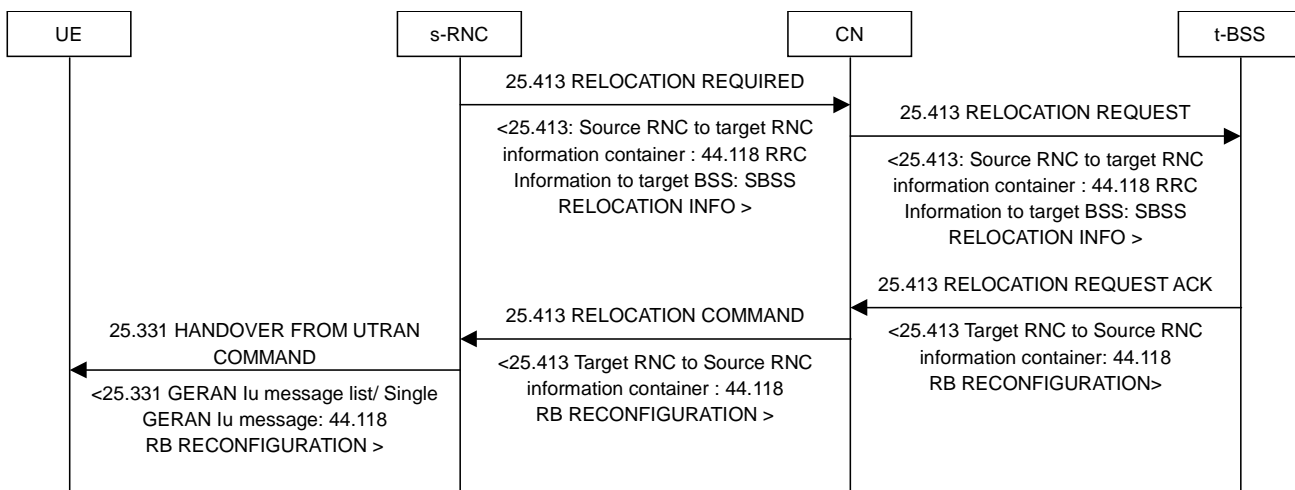 UE
s-RNC
CN
t-BSS
25.413 RELOCATION REQUIRED
<25.413: Source RNC to target RNC
information container : 44.118 RRC
Information to target BSS: SBSS
RELOCATION INFO >
25.413 RELOCATION REQUEST
<25.413: Source RNC to target RNC
information container : 44.118 RRC
Information to target BSS: SBSS
RELOCATION INFO >
25.413 RELOCATION REQUEST ACK
<25.413 Target RNC to Source RNC
information container: 44.118
RB RECONFIGURATION>
25.413 RELOCATION COMMAND
<25.413 Target RNC to Source RNC
information container : 44.118
RB RECONFIGURATION >
25.331 HANDOVER FROM UTRAN
COMMAND
<25.331 GERAN Iu message list/ Single
GERAN Iu message: 44.118
RB RECONFIGURATION >